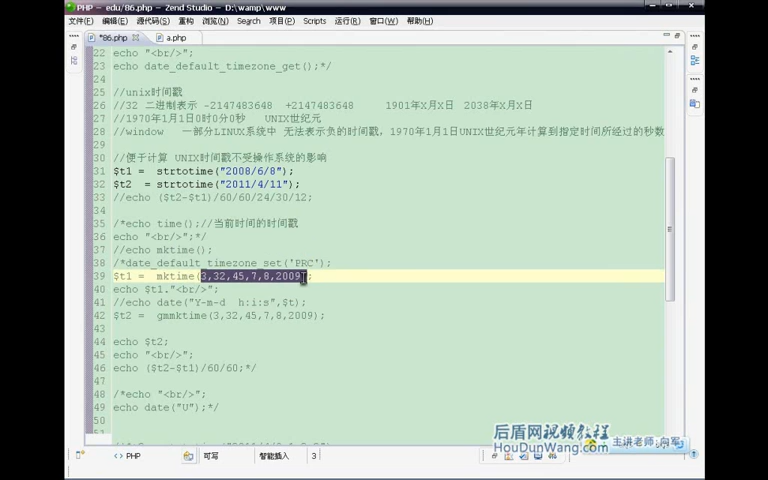 PHP - edu/86.php - Zend Studio - D:\wamp\www
文件(F) 编辑(E) 源代码(S) 重构 浏览(N) Search 项目(P) Scripts 运行(R) 窗口(W) 帮助(H)
*86.php a.php
22 echo "<br/>";
23 echo date_default_timezone_get();*/
24
25 //unix时间戳
26 //32 二进制表示 -2147483648 +2147483648 1901年X月X日 2038年X月X日
27 //1970年1月1日0时0分0秒 UNIX世纪元
28 //window 一部分LINUX系统中 无法表示负的时间戳，1970年1月1日UNIX世纪元年计算到指定时间所经过的秒数
29
30 //便于计算 UNIX时间戳不受操作系统的影响
31 $t1 = strtotime("2008/6/8");
32 $t2 = strtotime("2011/4/11");
33 //echo ($t2-$t1)/60/60/24/30/12;
34
35 /*echo time();//当前时间的时间戳
36 echo "<br/>";*/
37 //echo mktime();
38 /*date_default_timezone_set('PRC');
39 $t1 = mktime(3,32,45,7,8,2009);
40 echo $t1."<br/>";
41 //echo date("Y-m-d h:i:s",$t);
42 $t2 = gmmktime(3,32,45,7,8,2009);
43
44 echo $t2;
45 echo "<br/>";
46 echo ($t2-$t1)/60/60;*/
47
48 /*echo "<br/>";
49 echo date("U");*/
50
后盾网视频教程
HouDunWang.com 主讲老师:向军
PHP 可写 智能插入 3